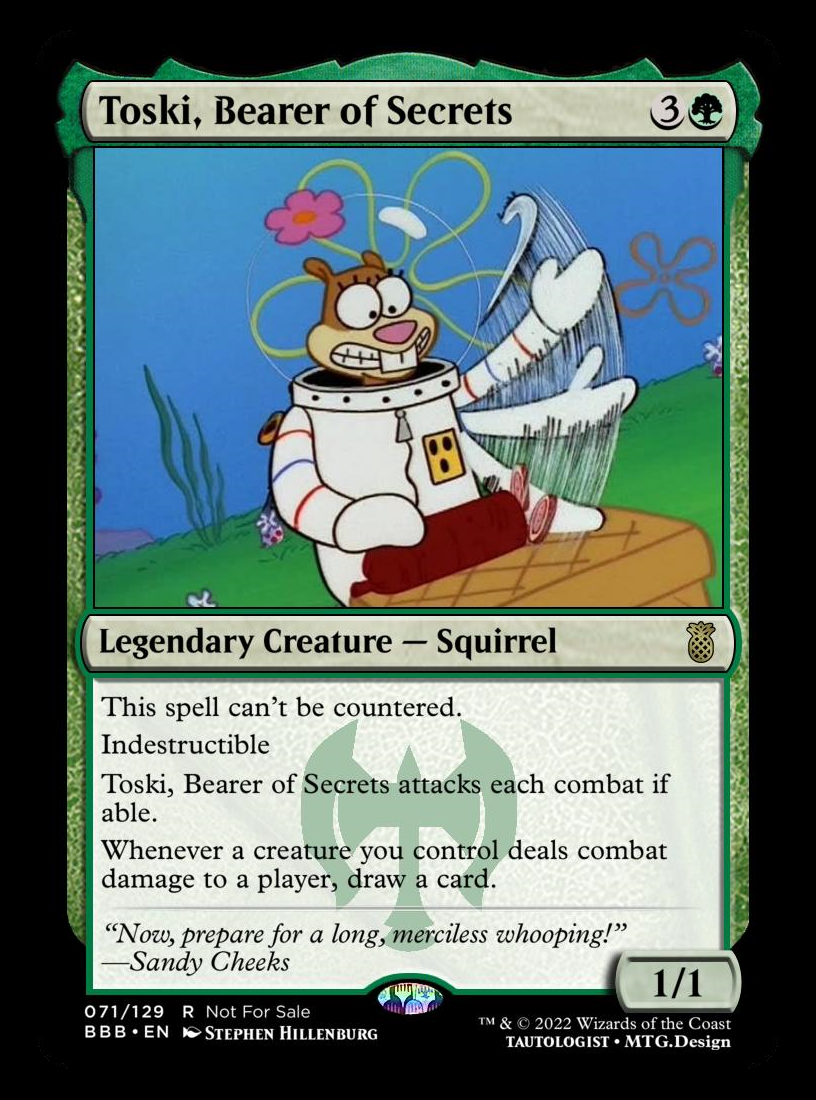 Toski, Bearer of Secrets 3
Legendary Creature — Squirrel
This spell can't be countered.
Indestructible
Toski, Bearer of Secrets attacks each combat if
able.
Whenever a creature you control deals combat
damage to a player, draw a card.
“Now, prepare for a long, merciless whooping!”
—Sandy Cheeks
1/1
071/129 R Not For Sale
BBB • EN STEPHEN HILLENBURG
™ & © 2022 Wizards of the Coast
TAUTOLOGIST • MTG.Design